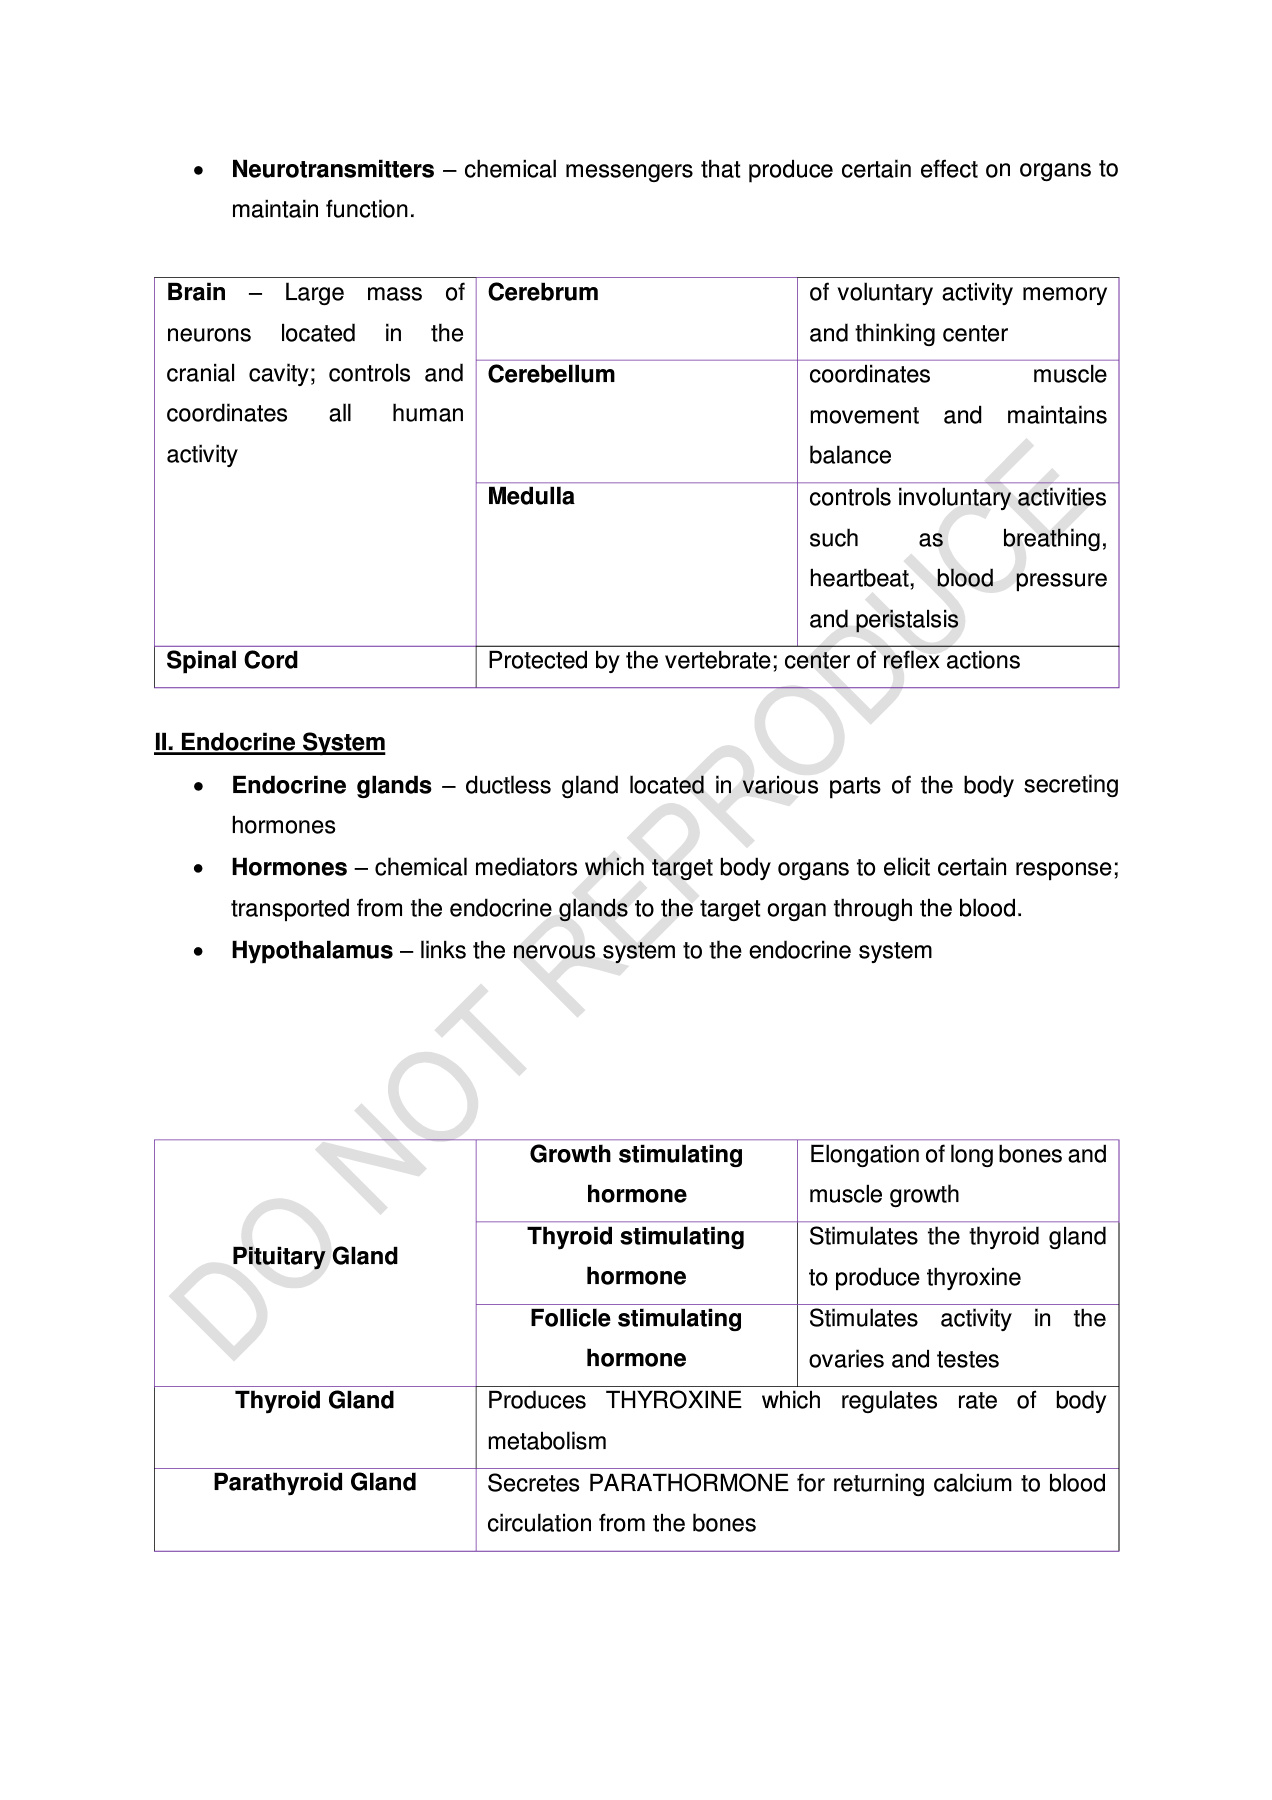 • Neurotransmitters – chemical messengers that produce certain effect on organs to
maintain function.
Brain – Large mass of
neurons located in the
cranial cavity; controls and
coordinates all human
activity
Cerebrum
of voluntary activity memory
and thinking center
Cerebellum
coordinates muscle
movement and maintains
balance
Medulla
controls involuntary activities
such as breathing,
heartbeat, blood pressure
and peristalsis
Spinal Cord
Protected by the vertebrate; center of reflex actions
II. Endocrine System
• Endocrine glands – ductless gland located in various parts of the body secreting
hormones
• Hormones – chemical mediators which target body organs to elicit certain response;
transported from the endocrine glands to the target organ through the blood.
• Hypothalamus – links the nervous system to the endocrine system
Pituitary Gland
Growth stimulating
hormone
Elongation of long bones and
muscle growth
Thyroid stimulating
hormone
Stimulates the thyroid gland
to produce thyroxine
Follicle stimulating
hormone
Stimulates activity in the
ovaries and testes
Thyroid Gland
Produces THYROXINE which regulates rate of body
metabolism
Parathyroid Gland
Secretes PARATHORMONE for returning calcium to blood
circulation from the bones
DO NOT REPRODUCE